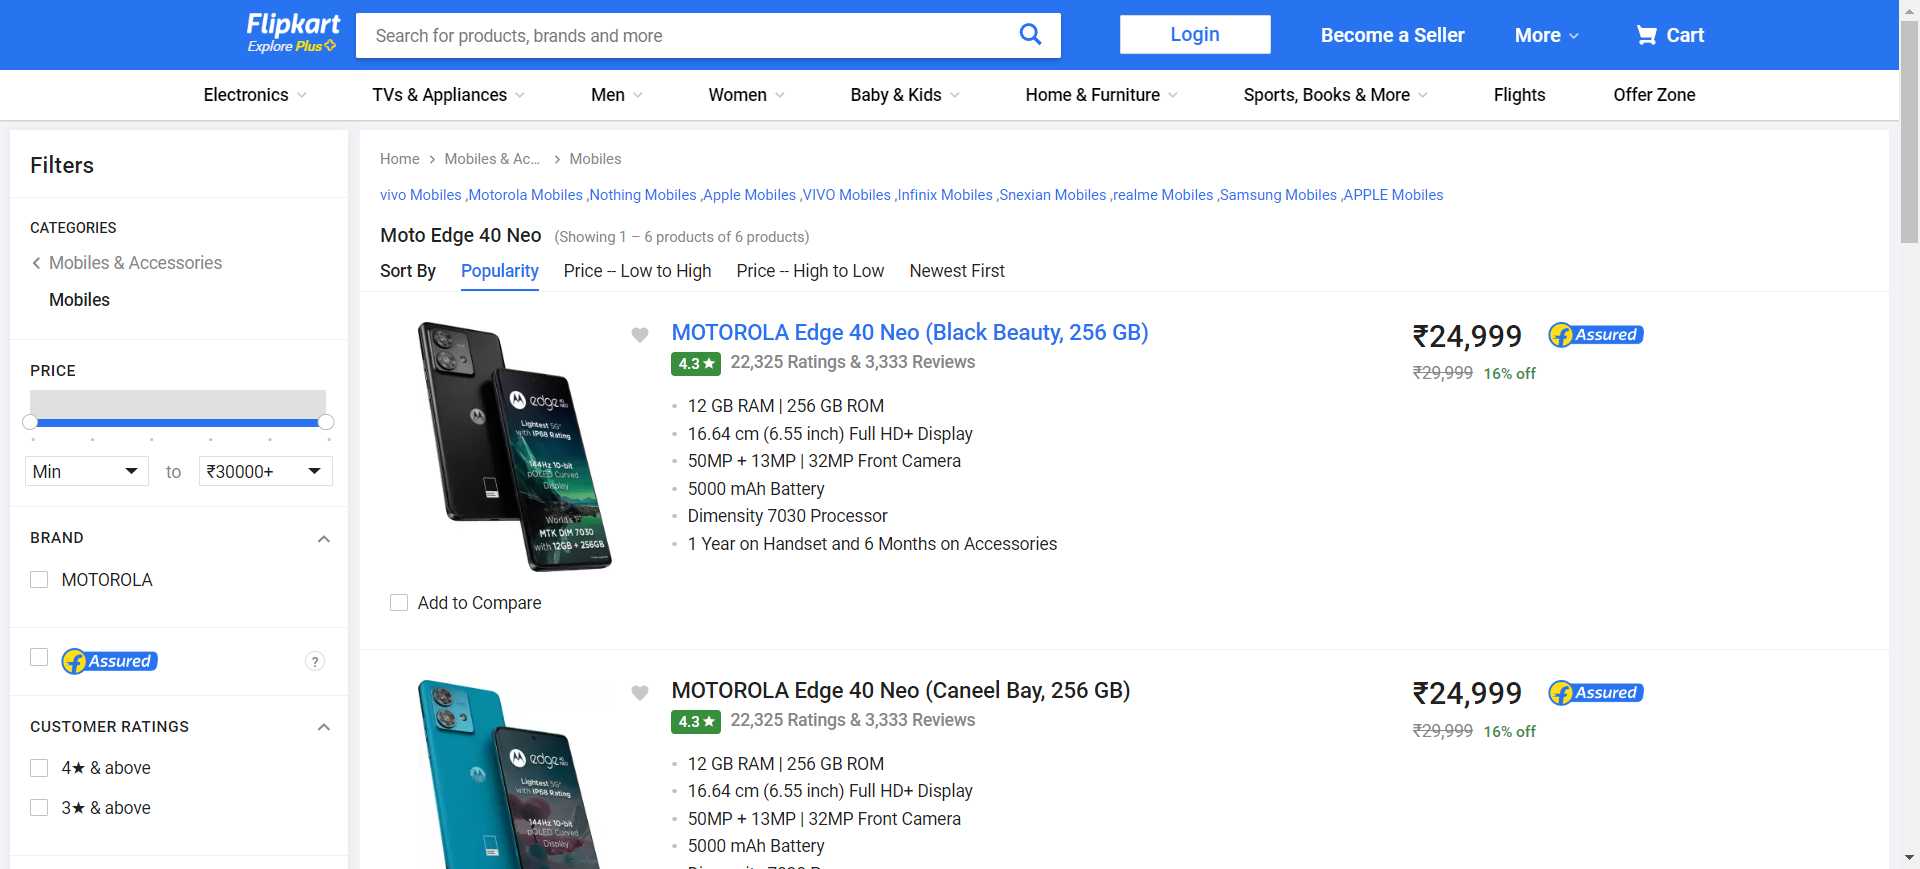 Flipkart
Explore Plus
Search for products, brands and more
Login
Become a Seller
More
Cart
Electronics
TVs & Appliances
Men
Women
Baby & Kids
Home & Furniture
Sports, Books & More
Flights
Offer Zone
Filters
CATEGORIES
Mobiles & Accessories
Mobiles
PRICE
Min
to
₹30000+
BRAND
MOTOROLA
Assured
?
CUSTOMER RATINGS
4★ & above
3★ & above
Home
Mobiles & Ac...
Mobiles
vivo Mobiles ,Motorola Mobiles ,Nothing Mobiles ,Apple Mobiles ,VIVO Mobiles ,Infinix Mobiles ,Snexian Mobiles ,realme Mobiles ,Samsung Mobiles ,APPLE Mobiles
Moto Edge 40 Neo (Showing 1 – 6 products of 6 products)
Sort By
Popularity
Price -- Low to High
Price -- High to Low
Newest First
edge 40 neo
Lightest 5G*
with IP68 Rating
144Hz 10-bit
pOLED Curved
Display
World's 1st
MTK DIM 7030
with 12GB + 256GB
Add to Compare
MOTOROLA Edge 40 Neo (Black Beauty, 256 GB)
4.3★ 22,325 Ratings & 3,333 Reviews
12 GB RAM | 256 GB ROM
16.64 cm (6.55 inch) Full HD+ Display
50MP + 13MP | 32MP Front Camera
5000 mAh Battery
Dimensity 7030 Processor
1 Year on Handset and 6 Months on Accessories
₹24,999
Assured
₹29,999 16% off
edge 40 neo
Lightest 5G*
with IP68 Rating
144Hz 10-bit
pOLED Curved
Display
MOTOROLA Edge 40 Neo (Caneel Bay, 256 GB)
4.3★ 22,325 Ratings & 3,333 Reviews
12 GB RAM | 256 GB ROM
16.64 cm (6.55 inch) Full HD+ Display
50MP + 13MP | 32MP Front Camera
5000 mAh Battery
₹24,999
Assured
₹29,999 16% off